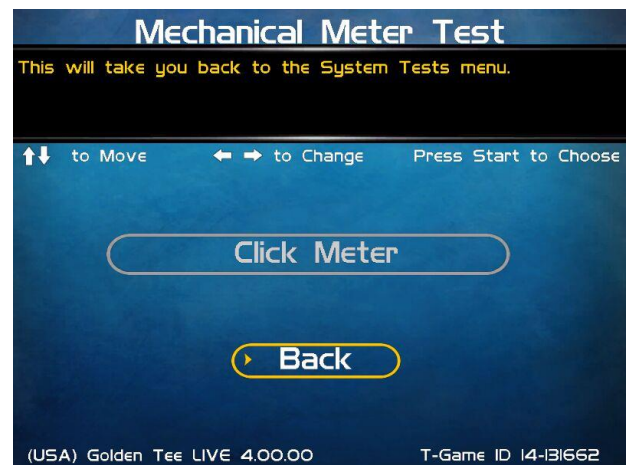 Mechanical Meter Test
This will take you back to the System Tests menu.
to Move to Change Press Start to Choose
Click Meter
Back
(USA) Golden Tee LIVE 4.00.00 T-Game ID 14-131662